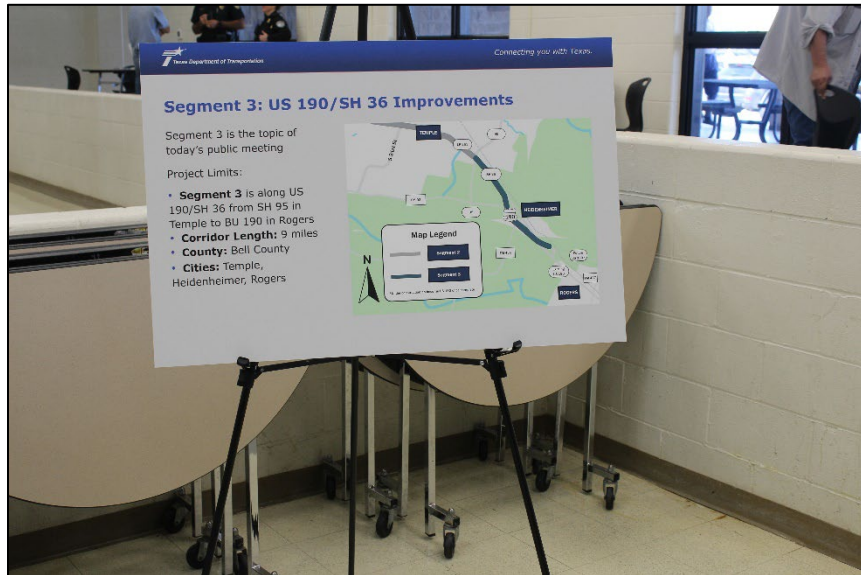 Texas Department of Transportation
Connecting you with Texas.
Segment 3: US 190/SH 36 Improvements
Segment 3 is the topic of
today's public meeting
Project Limits:
• Segment 3 is along US
190/SH 36 from SH 95 in
Temple to BU 190 in Rogers
• Corridor Length: 9 miles
• County: Bell County
• Cities: Temple,
Heidenheimer, Rogers
TEMPLE
HEIDENHEIMER
Map Legend
Segment 2
Segment 3
N
ROGERS